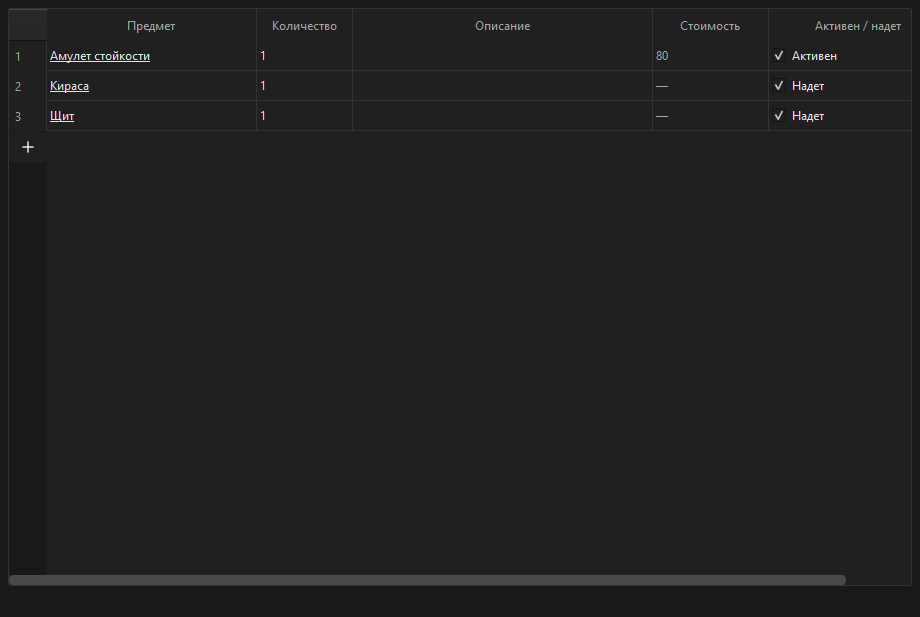 Предмет Количество Описание Стоимость Активен / надет
1 Амулет стойкости 1 80 Активен
2 Кираса 1 — Надет
3 Щит 1 — Надет
+